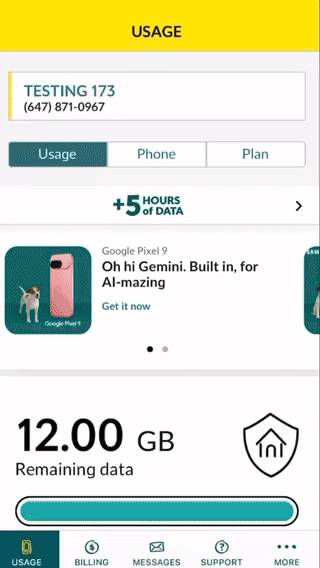 USAGE
TESTING 173
(647) 871-0967
Usage
Phone
Plan
+5 HOURS
of DATA
Google Pixel 9
Oh hi Gemini. Built in, for
AI-mazing
Get it now
Google Pixel 9
SAM
12.00 GB
Remaining data
USAGE
BILLING
MESSAGES
SUPPORT
MORE